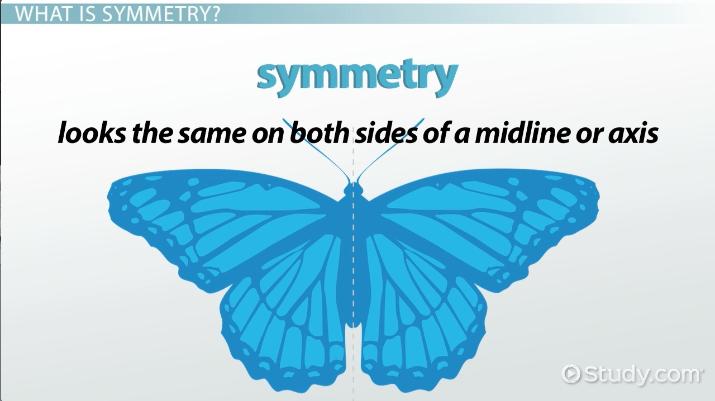 WHAT IS SYMMETRY?
symmetry
looks the same on both sides of a midline or axis
Study.com